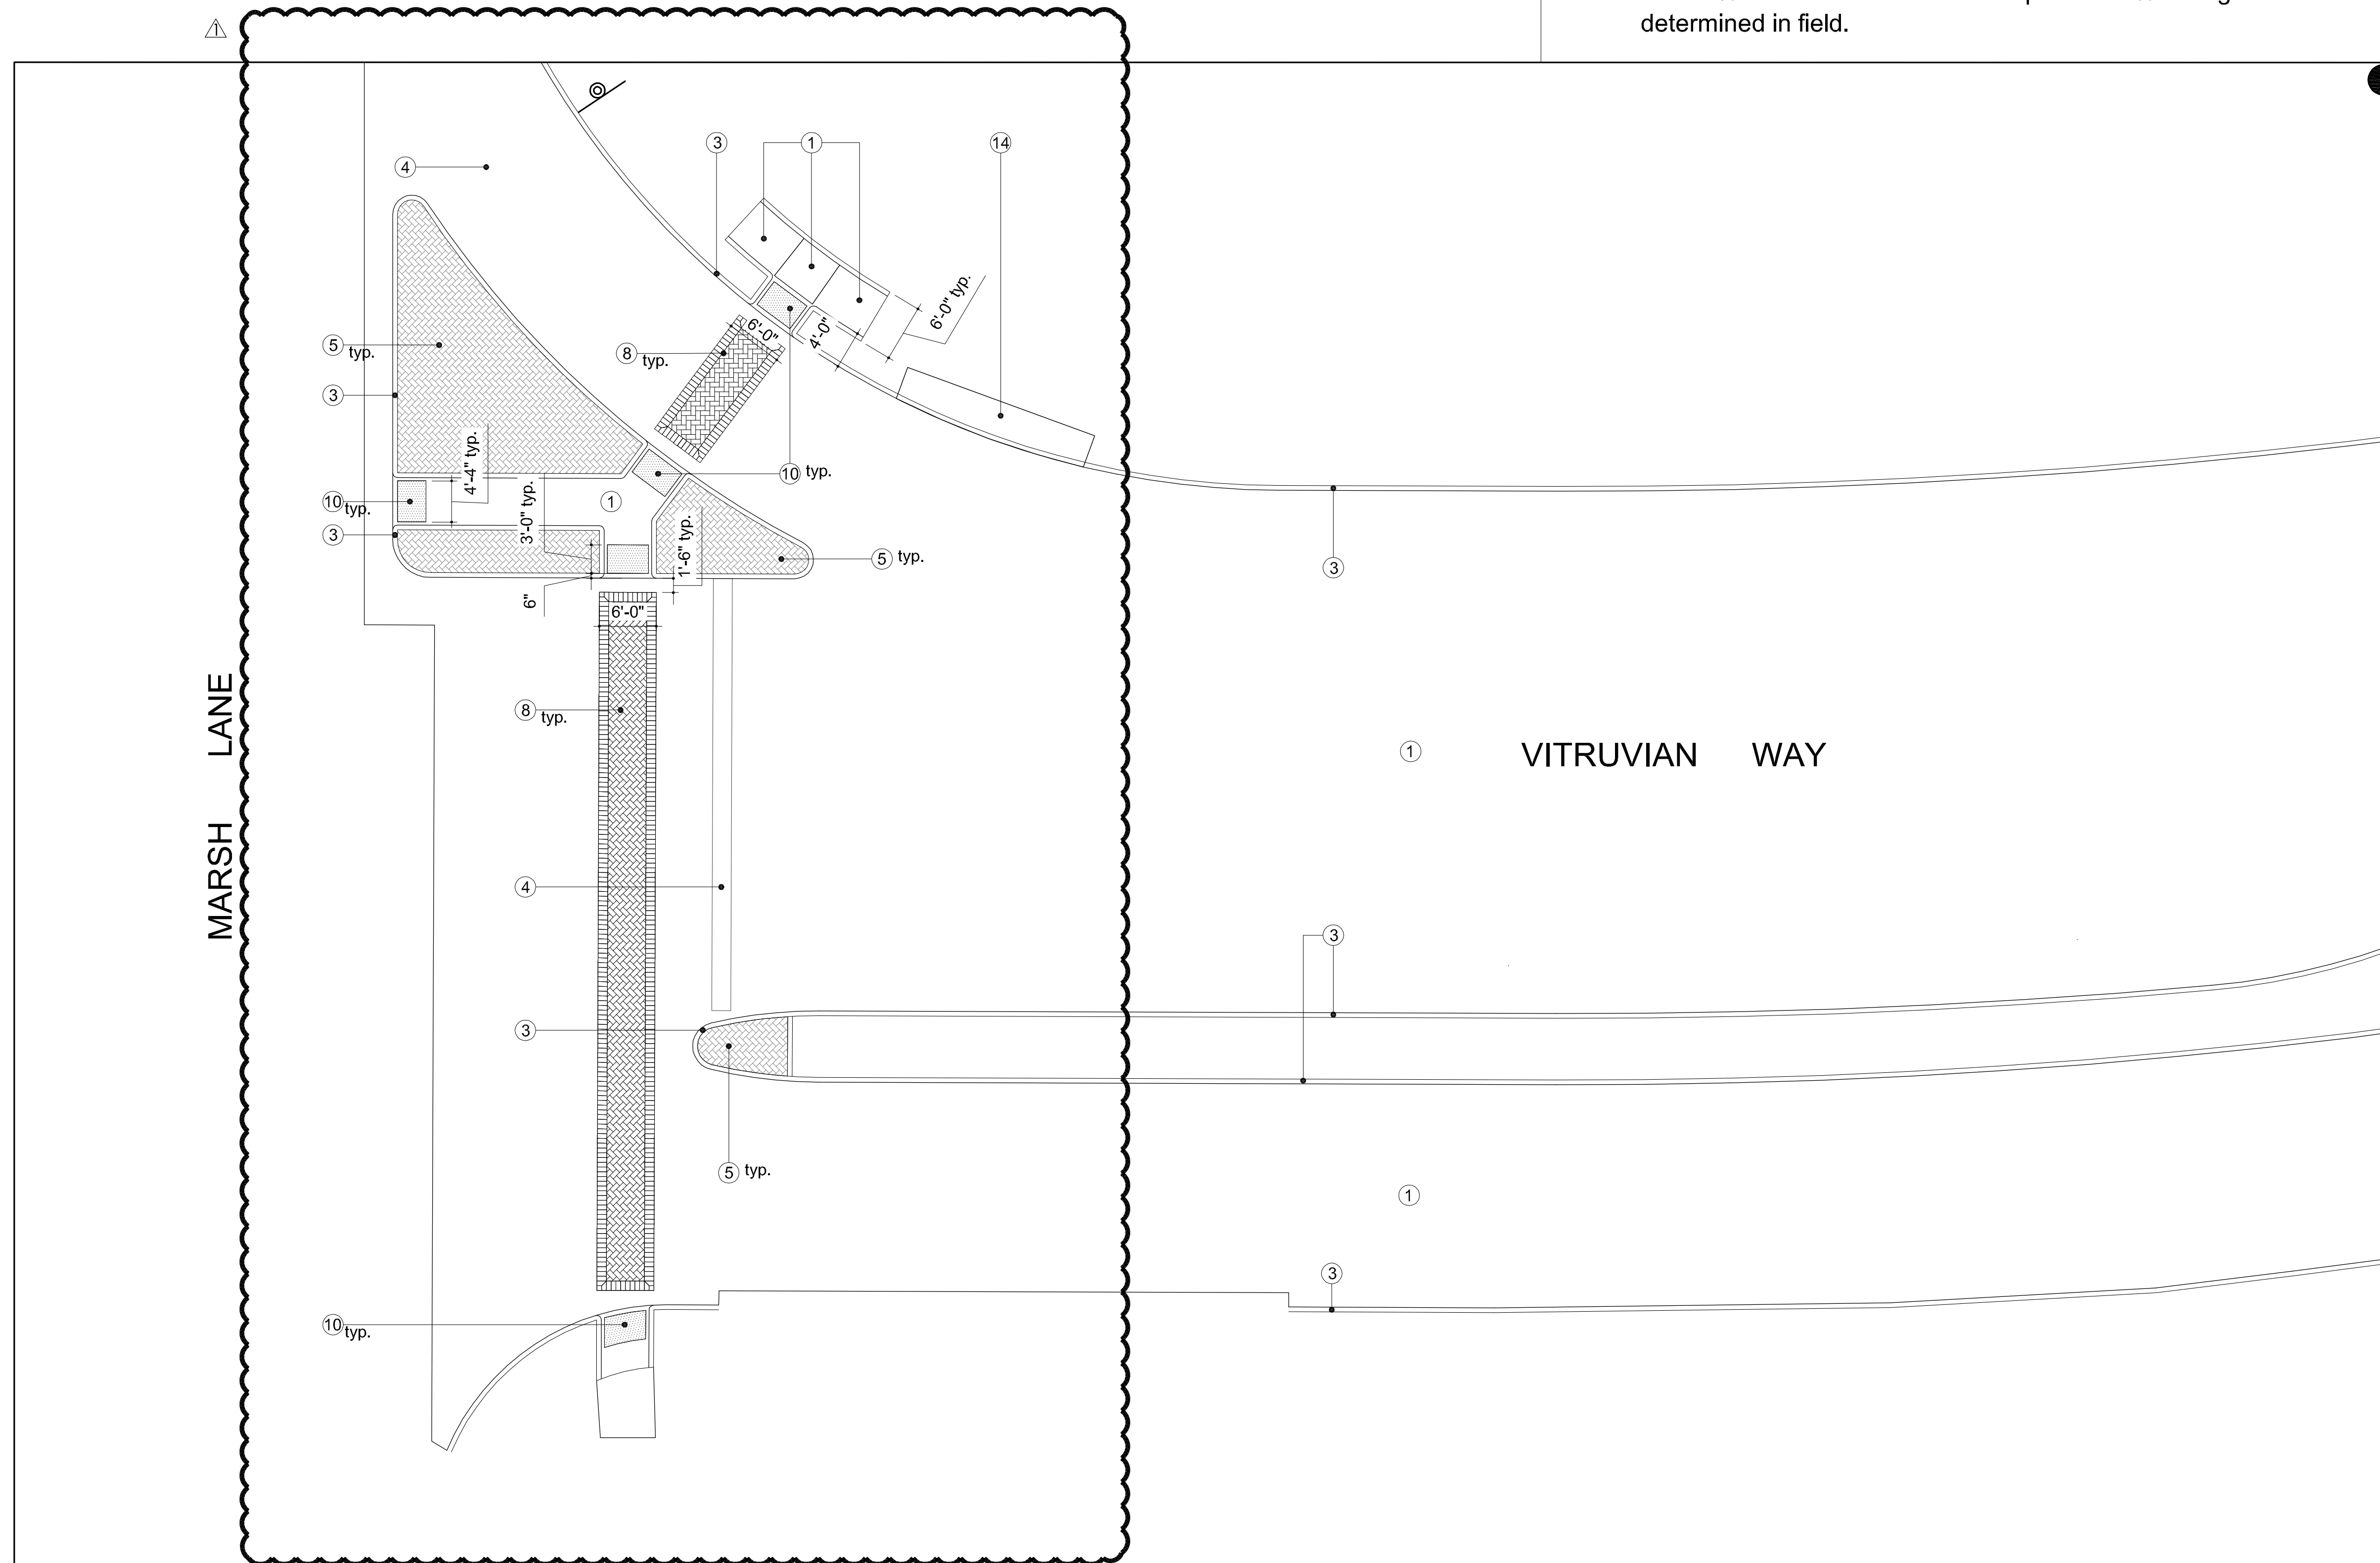 determined in field.
1
3
1
14
4
6'-0" typ.
6'-0"
4'-0"
5 typ.
8 typ.
3
4'-4" typ.
10 typ.
10 typ.
3'-0" typ.
1
3
1'-6" typ.
5 typ.
3
6"
6'-0"
MARSH LANE
8 typ.
1
VITRUVIAN WAY
4
3
3
5 typ.
1
3
10 typ.